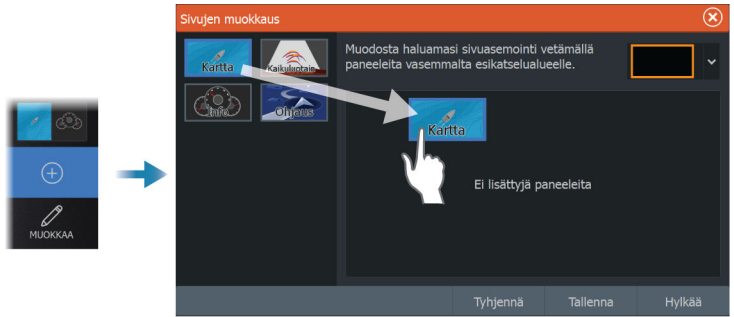 MUOKKAA
Sivujen muokkaus
Kartta
Kaikuluotain
Info
Ohjaus
Muodosta haluamasi sivuasemointi vetämällä
paneeleita vasemmalta esikatselualueelle.
Kartta
Ei lisättyjä paneeleita
Tyhjennä
Tallenna
Hylkää